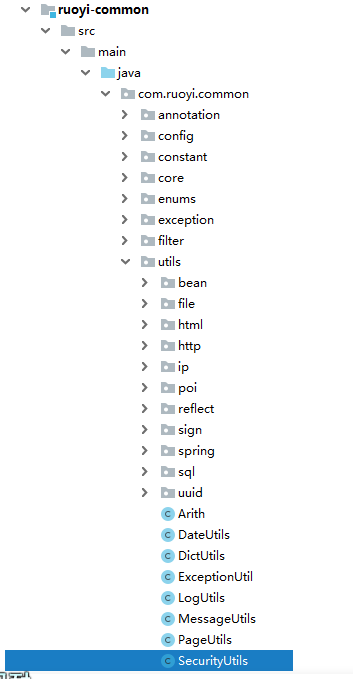 ruoyi-common
src
main
java
com.ruoyi.common
annotation
config
constant
core
enums
exception
filter
utils
bean
file
html
http
ip
poi
reflect
sign
spring
sql
uuid
C Arith
C DateUtils
C DictUtils
C ExceptionUtil
C LogUtils
C MessageUtils
C PageUtils
C SecurityUtils